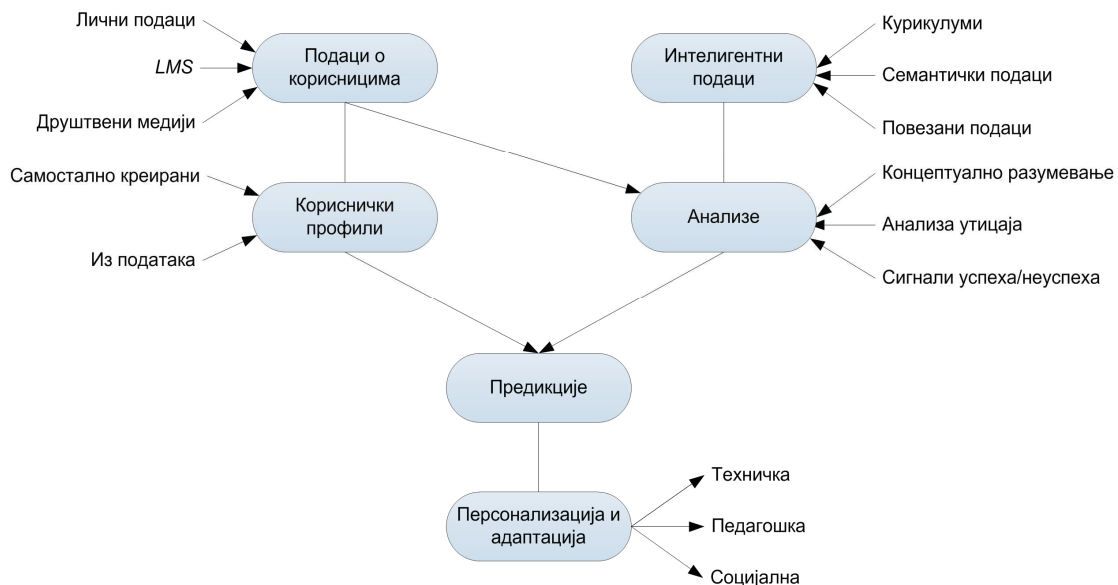 Лични подаци
LMS
Друштвени медији
Подаци о
корисницима
Интелигентни
подаци
Курикулуми
Семантички подаци
Повезани подаци
Самостално креирани
Из података
Кориснички
профили
Анализе
Концептуално разумевање
Анализа утицаја
Сигнали успеха/неуспеха
Предикције
Персонализација и
адаптација
Техничка
Педагошка
Социјална